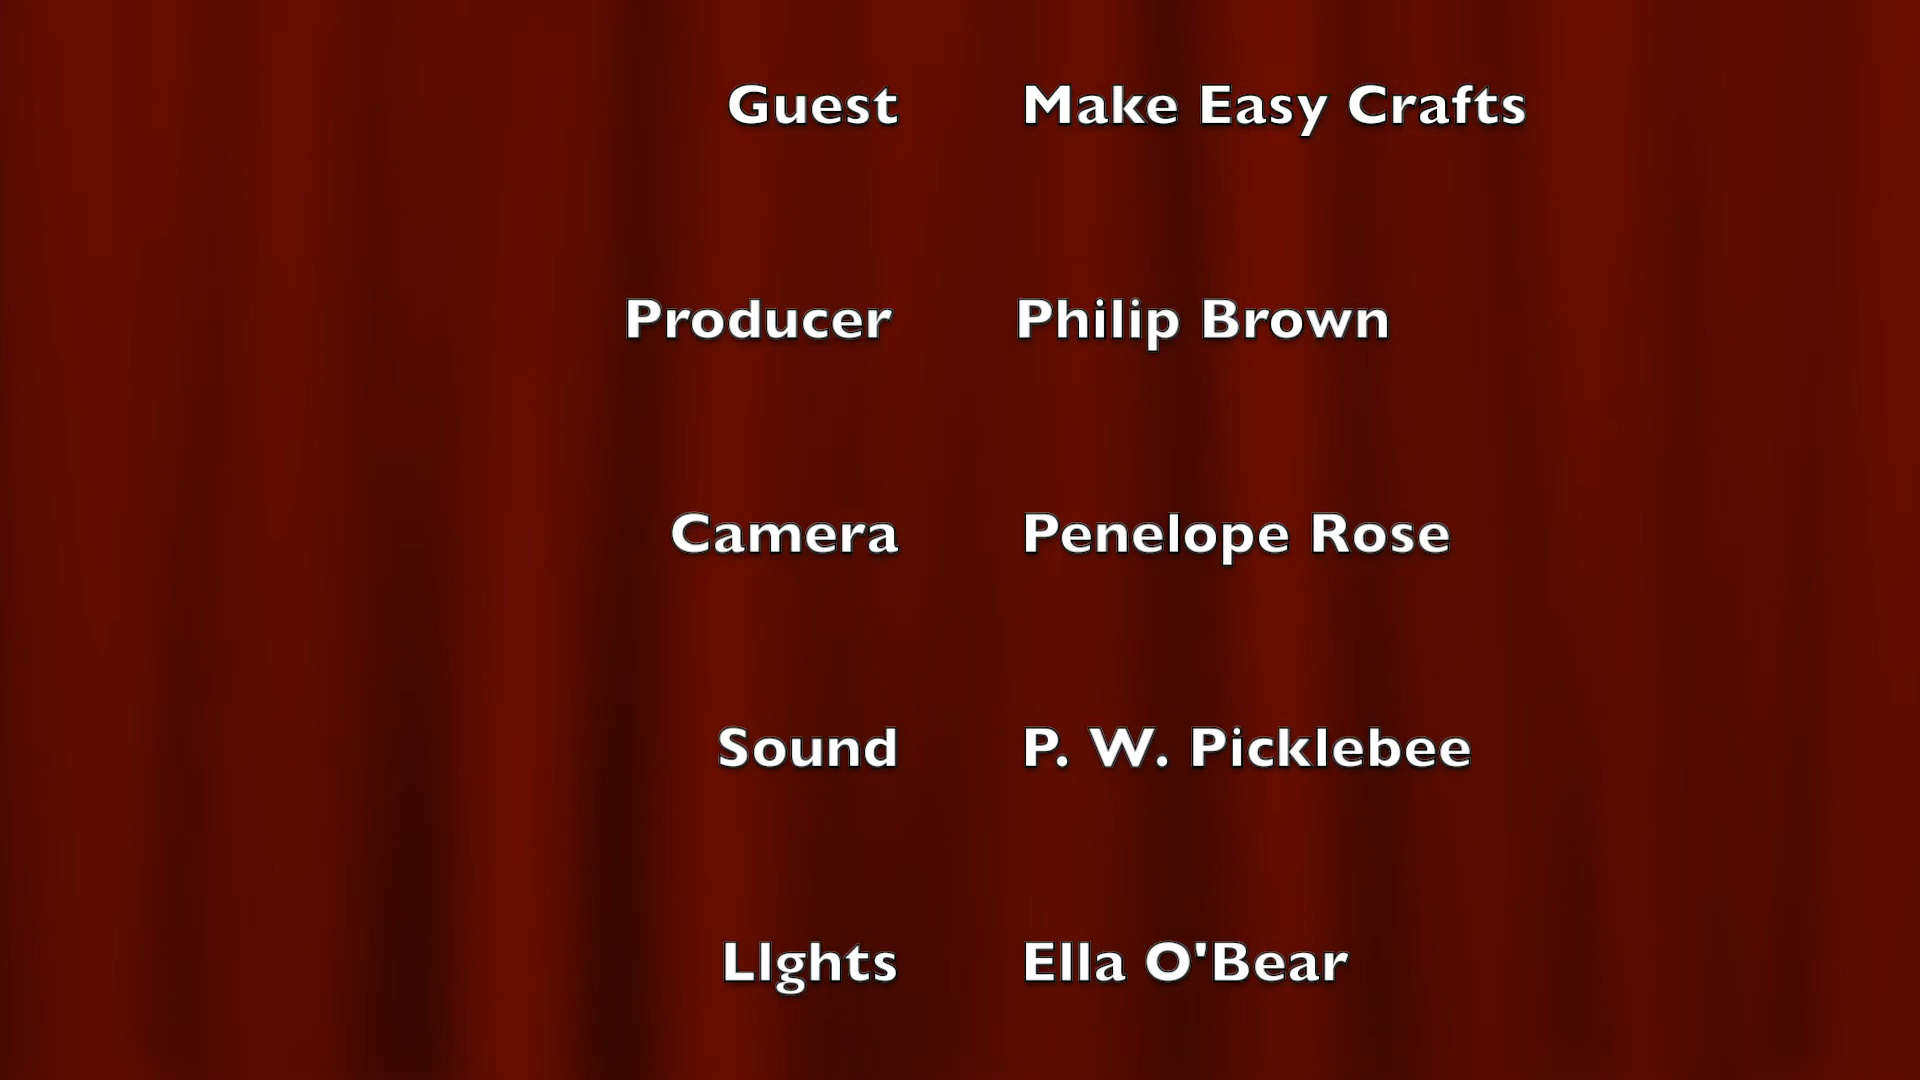 Guest Make Easy Crafts
Producer Philip Brown
Camera Penelope Rose
Sound P. W. Picklebee
LIghts Ella O'Bear